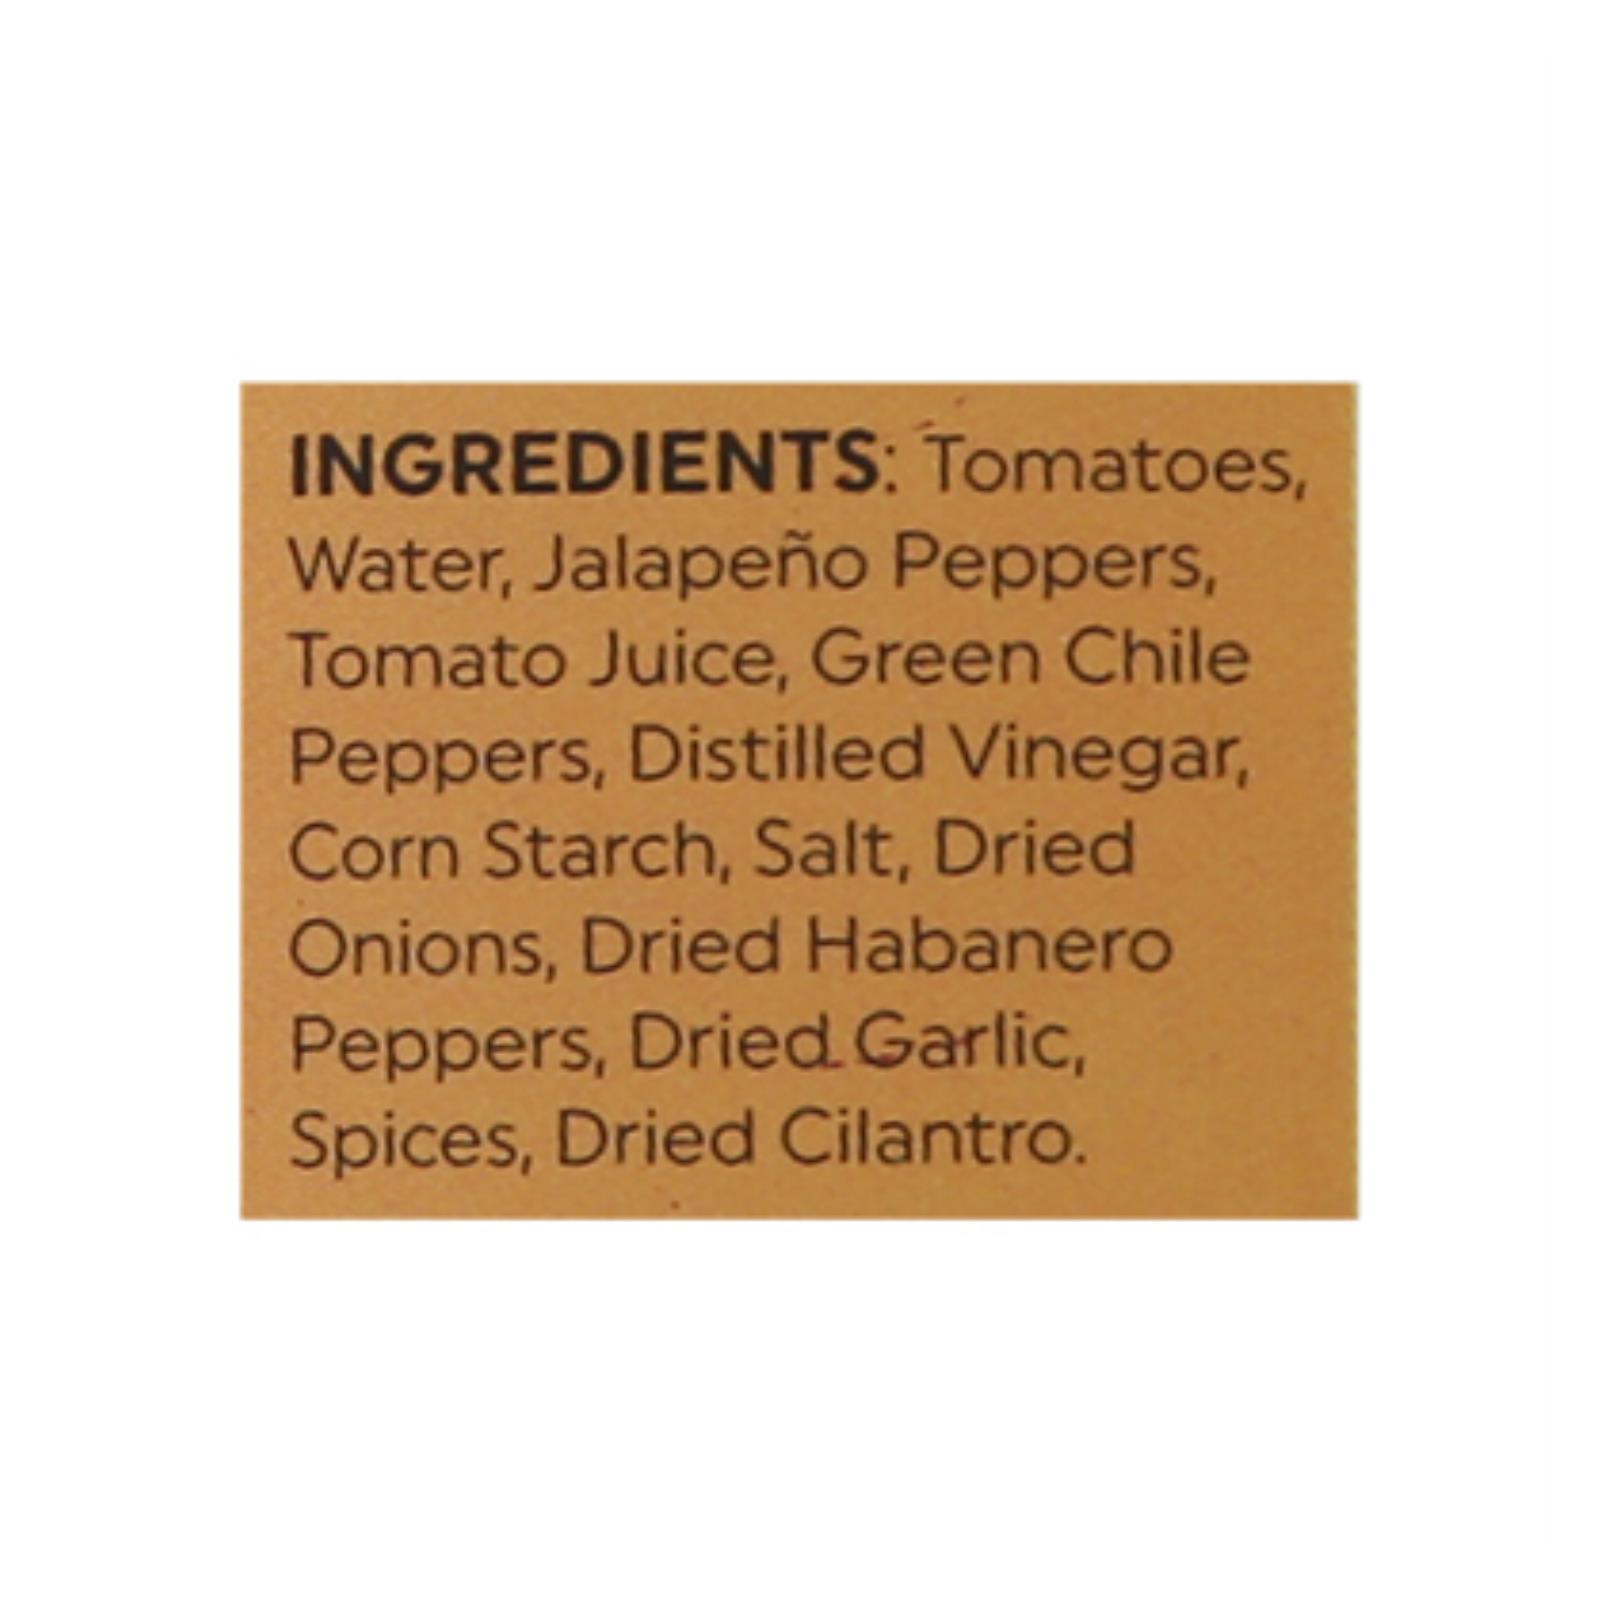 INGREDIENTS: Tomatoes,
Water, Jalapeño Peppers,
Tomato Juice, Green Chile
Peppers, Distilled Vinegar,
Corn Starch, Salt, Dried
Onions, Dried Habanero
Peppers, Dried Garlic,
Spices, Dried Cilantro.